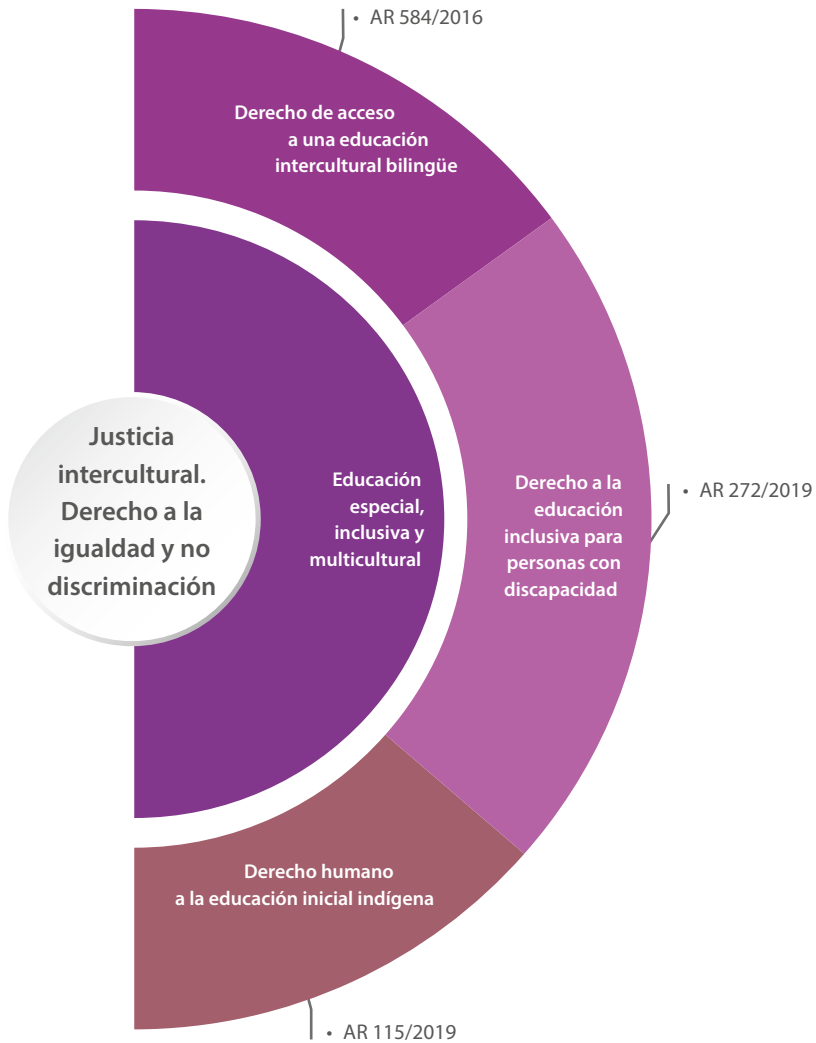 • AR 584/2016
Derecho de acceso
a una educación
intercultural bilingüe
Justicia
intercultural.
Derecho a la
igualdad y no
discriminación
Educación
especial,
inclusiva y
multicultural
Derecho a la
educación
inclusiva para
personas con
discapacidad
• AR 272/2019
Derecho humano
a la educación inicial indígena
• AR 115/2019